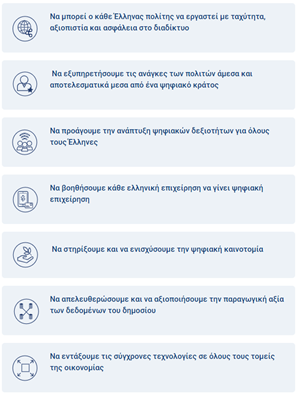 Να μπορεί ο κάθε Έλληνας πολίτης να εργαστεί με ταχύτητα,
αξιοπιστία και ασφάλεια στο διαδίκτυο
Να εξυπηρετήσουμε τις ανάγκες των πολιτών άμεσα και
αποτελεσματικά μεσα από ένα ψηφιακό κράτος
Να προάγουμε την ανάπτυξη ψηφιακών δεξιοτήτων για όλους
τους Έλληνες
Να βοηθήσουμε κάθε ελληνική επιχείρηση να γίνει ψηφιακή
επιχείρηση
Να στηρίξουμε και να ενισχύσουμε την ψηφιακή καινοτομία
Να απελευθερώσουμε και να αξιοποιήσουμε την παραγωγική αξία
των δεδομένων του δημοσίου
Να εντάξουμε τις σύγχρονες τεχνολογίες σε όλους τους τομείς
της οικονομίας